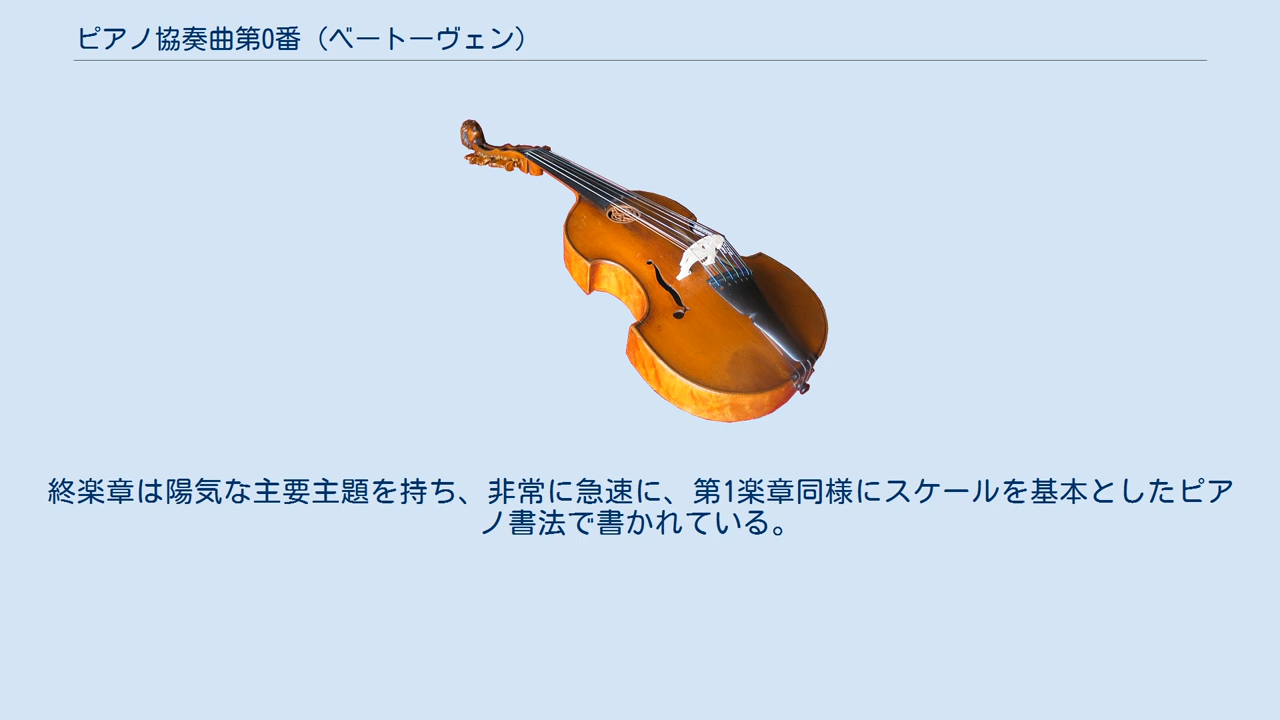 ピアノ協奏曲第0番（ベートーヴェン）
終楽章は陽気な主要主題を持ち、非常に急速に、第1楽章同様にスケールを基本としたピア
ノ書法で書かれている。